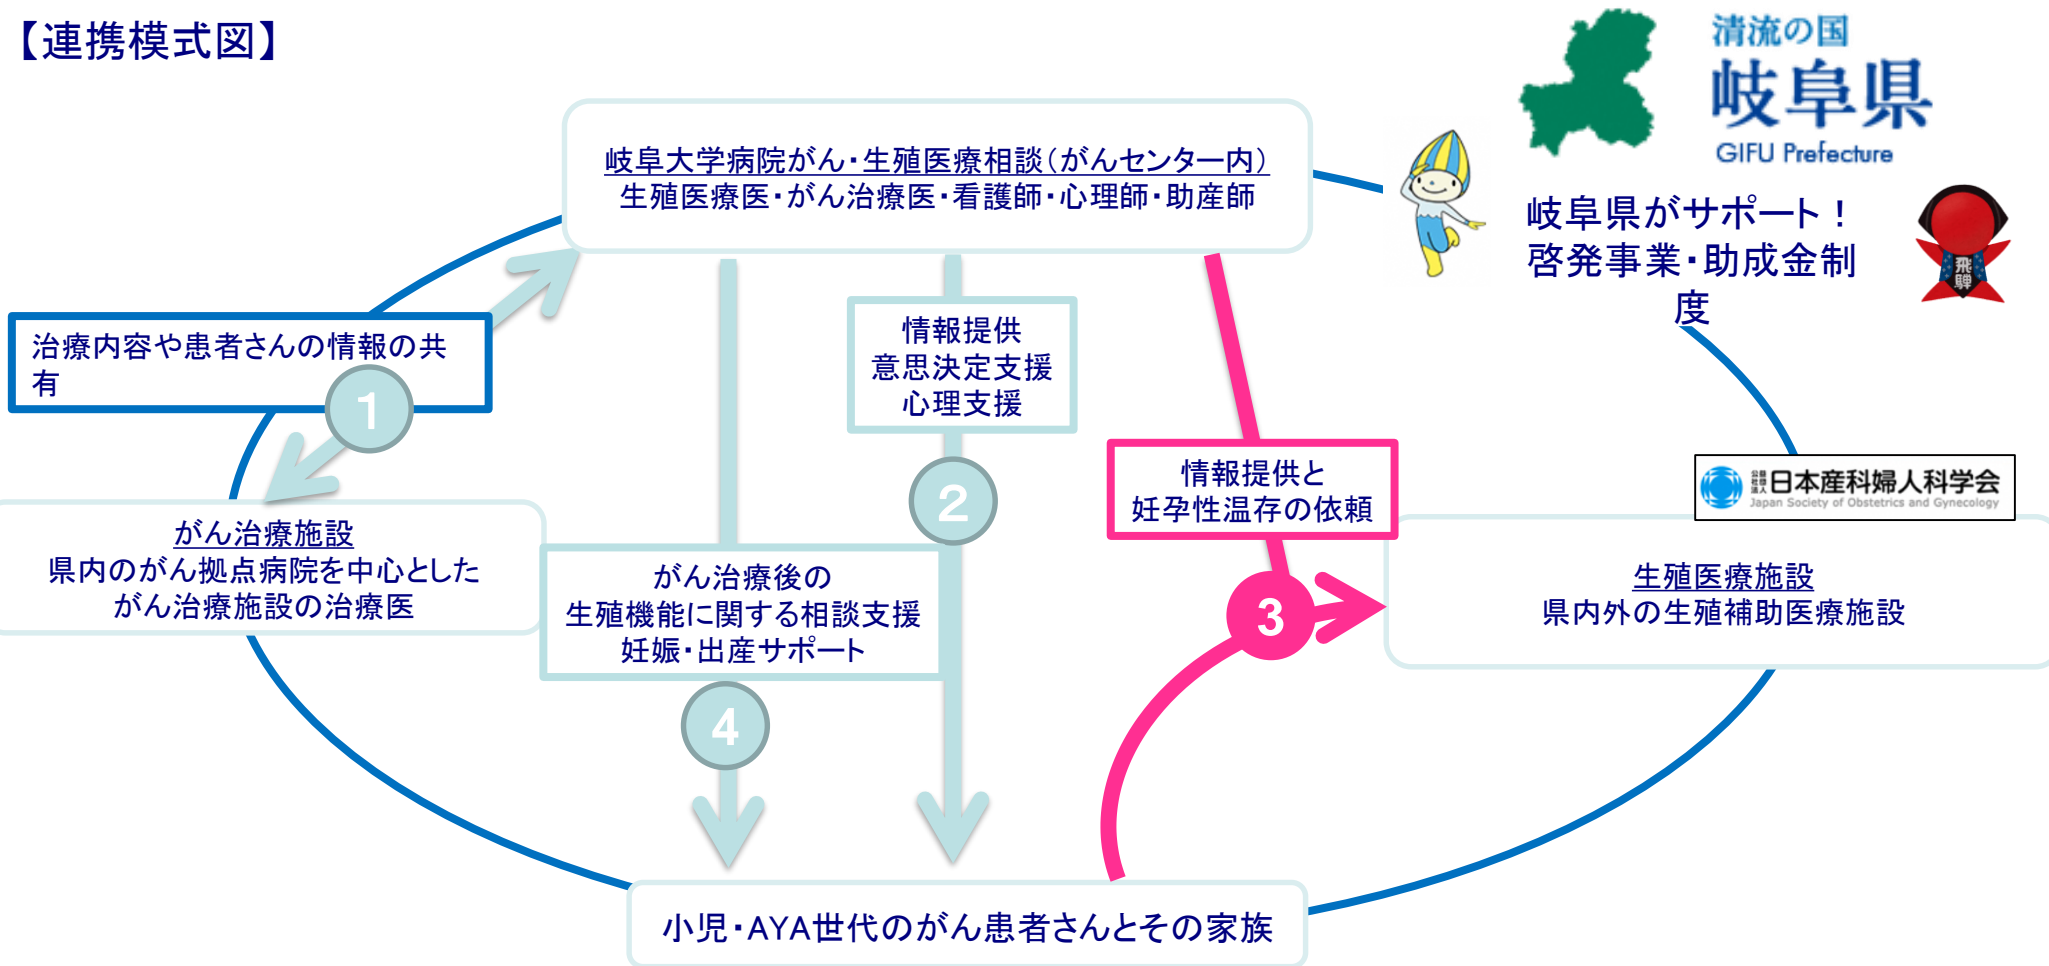 【連携模式図】
清流の国
岐阜県
GIFU Prefecture
岐阜大学病院がん・生殖医療相談（がんセンター内）
生殖医療医・がん治療医・看護師・心理師・助産師
岐阜県がサポート！
啓発事業・助成金制
度
飛騨
治療内容や患者さんの情報の共
有
1
情報提供
意思決定支援
心理支援
2
情報提供と
妊孕性温存の依頼
3
公益社団法人 日本産科婦人科学会
Japan Society of Obstetrics and Gynecology
がん治療施設
県内のがん拠点病院を中心とした
がん治療施設の治療医
がん治療後の
生殖機能に関する相談支援
妊娠・出産サポート
4
生殖医療施設
県内外の生殖補助医療施設
小児・AYA世代のがん患者さんとその家族